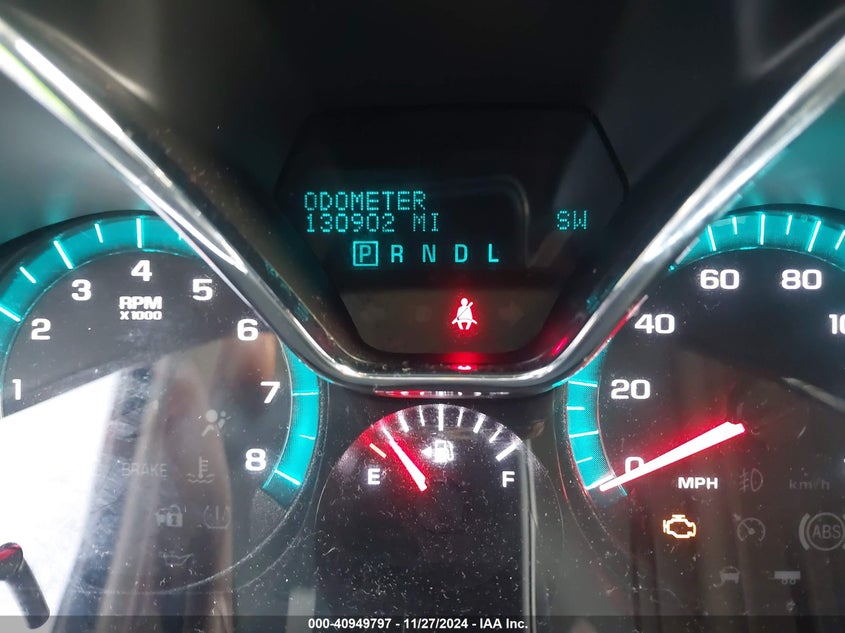 ODOMETER
130902 MI SW
P R N D L
1 2 3 4 5 6 7 8
RPM
X1000
BRAKE
E F
0 20 40 60 80
MPH
km/h
ABS
000-40949797 - 11/27/2024 - IAA Inc.